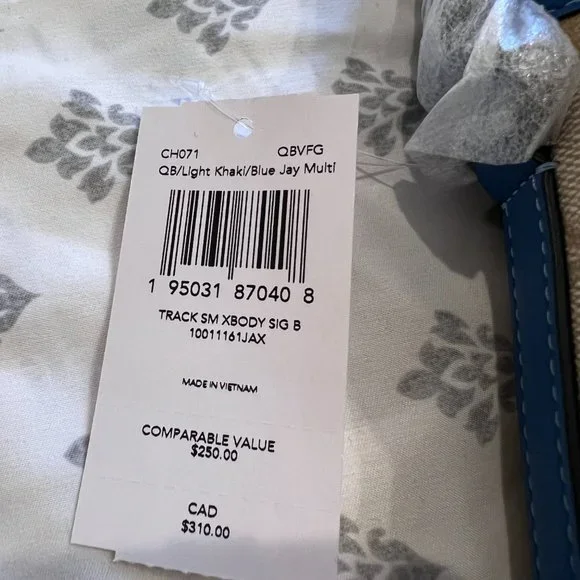 CH071 QBVFG
QB/Light Khaki/Blue Jay Multi
1 95031 87040 8
TRACK SM XBODY SIG B
10011161JAX
MADE IN VIETNAM
COMPARABLE VALUE
$250.00
CAD
$310.00